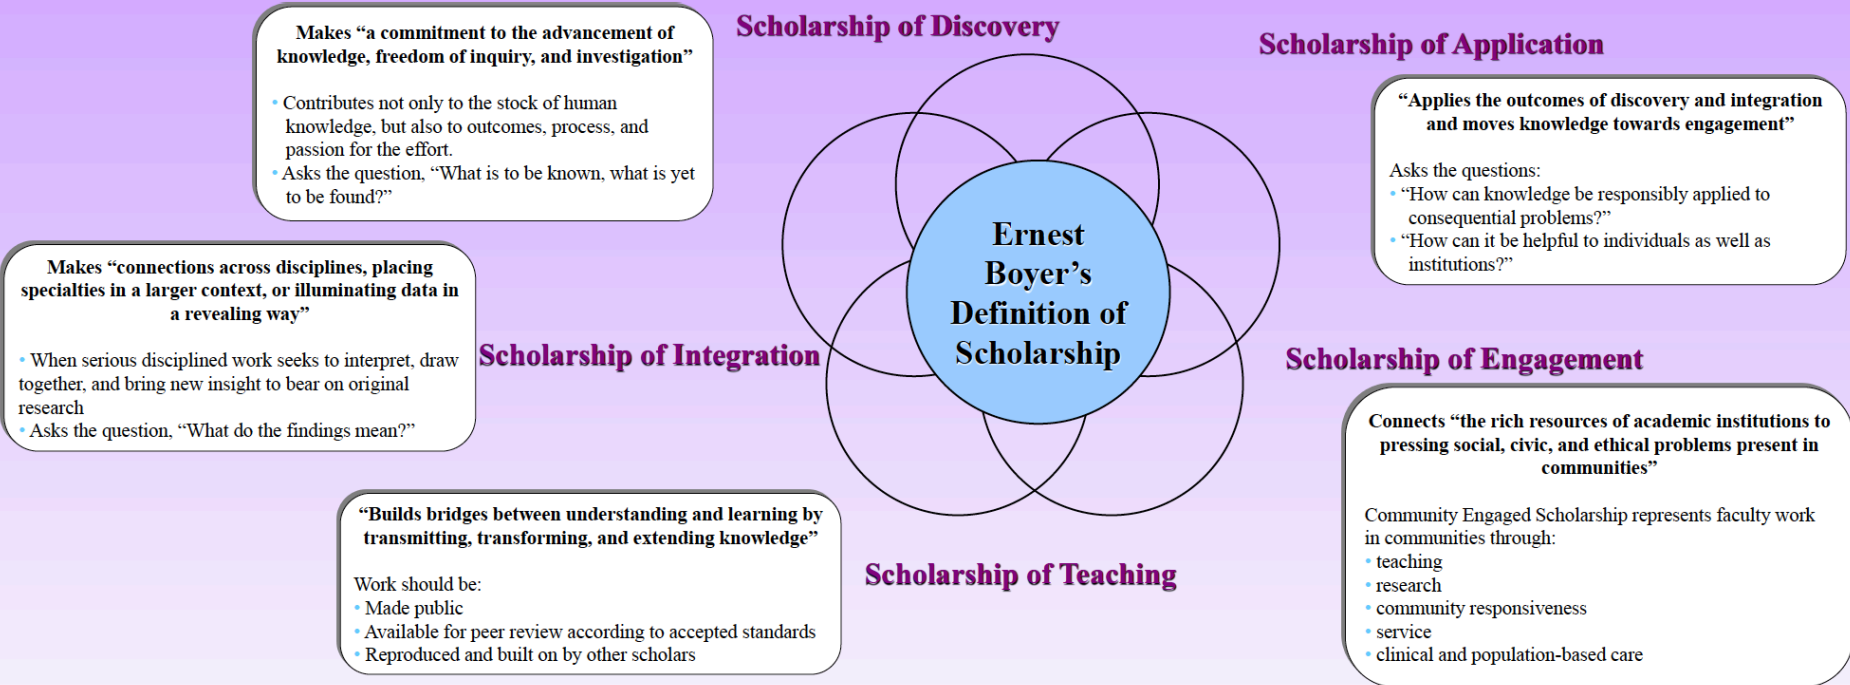 Scholarship of Discovery
Makes “a commitment to the advancement of
knowledge, freedom of inquiry, and investigation”
• Contributes not only to the stock of human
knowledge, but also to outcomes, process, and
passion for the effort.
• Asks the question, “What is to be known, what is yet
to be found?”
Scholarship of Application
“Applies the outcomes of discovery and integration
and moves knowledge towards engagement”
Asks the questions:
• “How can knowledge be responsibly applied to
consequential problems?”
• “How can it be helpful to individuals as well as
institutions?”
Ernest
Boyer’s
Definition of
Scholarship
Makes “connections across disciplines, placing
specialties in a larger context, or illuminating data in
a revealing way”
• When serious disciplined work seeks to interpret, draw
together, and bring new insight to bear on original
research
• Asks the question, “What do the findings mean?”
Scholarship of Integration
Scholarship of Engagement
Connects “the rich resources of academic institutions to
pressing social, civic, and ethical problems present in
communities”
Community Engaged Scholarship represents faculty work
in communities through:
• teaching
• research
• community responsiveness
• service
• clinical and population-based care
“Builds bridges between understanding and learning by
transmitting, transforming, and extending knowledge”
Work should be:
• Made public
• Available for peer review according to accepted standards
• Reproduced and built on by other scholars
Scholarship of Teaching